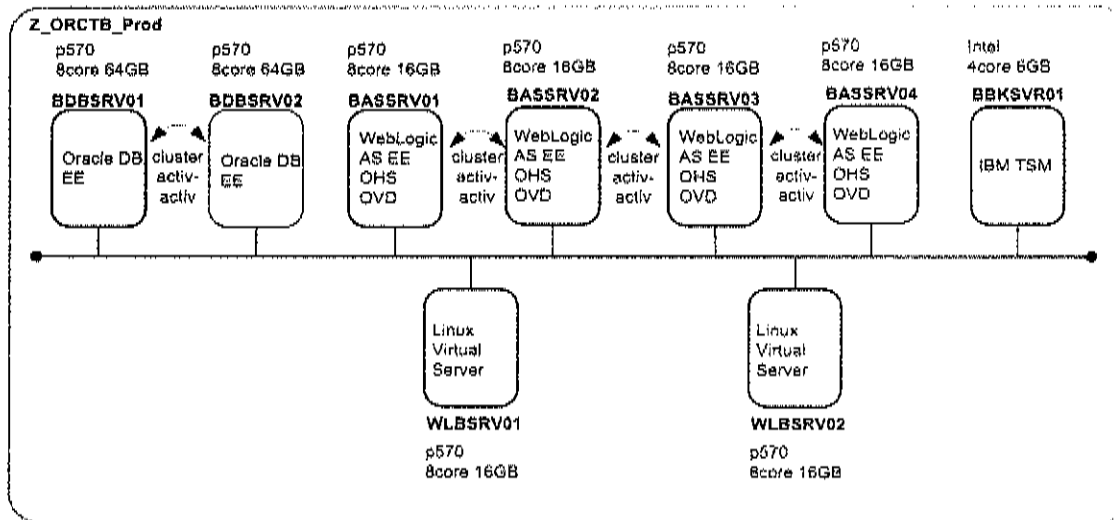 Z_ORCTB_Prod
p570
8core 64GB
BDBSRV01
Oracle DB
EE
cluster
activ-
activ
p570
8core 64GB
BDBSRV02
Oracle DB
EE
p570
8core 16GB
BASSRV01
WebLogic
AS EE
OHS
OVD
cluster
activ-
activ
p570
8core 16GB
BASSRV02
WebLogic
AS EE
OHS
OVD
cluster
activ-
activ
p570
8core 16GB
BASSRV03
WebLogic
AS EE
OHS
OVD
cluster
activ-
activ
p570
8core 16GB
BASSRV04
WebLogic
AS EE
OHS
OVD
Intel
4core 6GB
BBKSVR01
IBM TSM
Linux
Virtual
Server
WLBSRV01
p570
8core 16GB
Linux
Virtual
Server
WLBSRV02
p570
8core 16GB